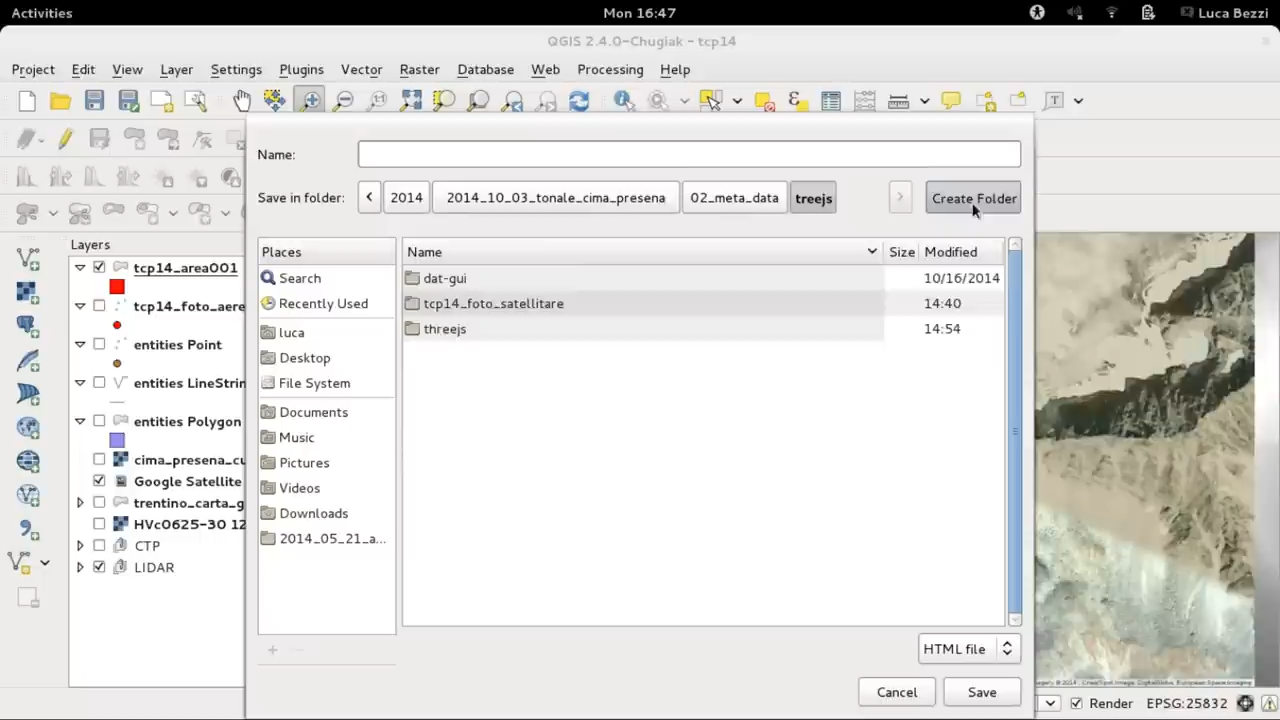 Activities
Mon 16:47
Luca Bezzi
QGIS 2.4.0-Chugiak - tcp14
Project Edit View Layer Settings Plugins Vector Raster Database Web Processing Help
Name:
Save in folder: 2014 2014_10_03_tonale_cima_presena 02_meta_data treejs Create Folder
Layers
tcp14_area001
tcp14_foto_aere
entities Point
entities LineStrin
entities Polygon
cima_presena_cu
Google Satellite
trentino_carta_g
HVc0625-30 12
CTP
LIDAR
Places
Search
Recently Used
luca
Desktop
File System
Documents
Music
Pictures
Videos
Downloads
2014_05_21_a...
Name Size Modified
dat-gui 10/16/2014
tcp14_foto_satellitare 14:40
threejs 14:54
HTML file
Cancel Save
Render EPSG:25832